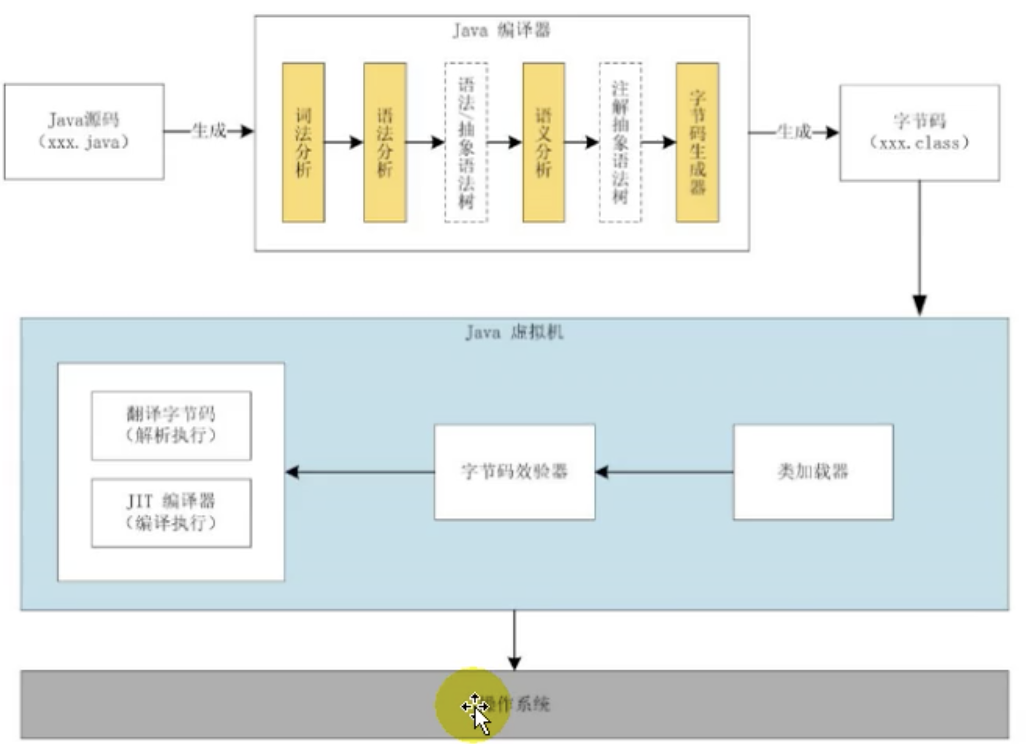 Java 编译器
Java源码
（xxx.java）
生成
词法分析
语法分析
语法/抽象语法树
语义分析
注解抽象语法树
字节码生成器
生成
字节码
（xxx.class）
Java 虚拟机
翻译字节码
（解析执行）
JIT 编译器
（编译执行）
字节码效验器
类加载器
操作系统